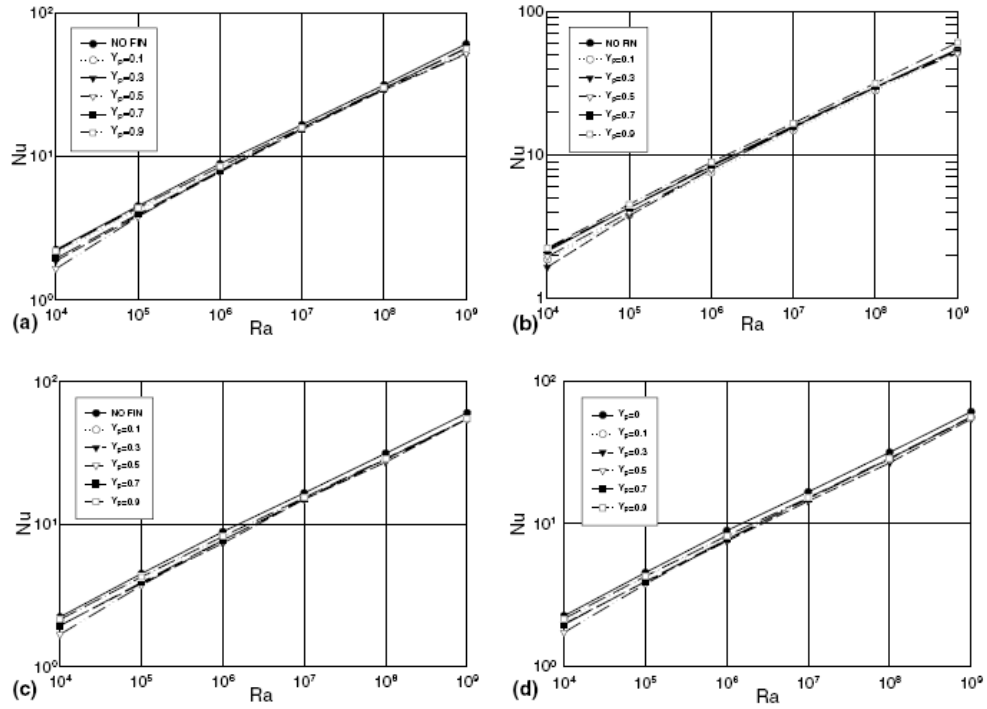 10²
NO FIN
Yₚ=0.1
Yₚ=0.3
Yₚ=0.5
Yₚ=0.7
Yₚ=0.9
Nu
10¹
10⁰
10⁴ 10⁵ 10⁶ 10⁷ 10⁸ 10⁹
(a) Ra
100
NO FIN
Yₚ=0.1
Yₚ=0.3
Yₚ=0.5
Yₚ=0.7
Yₚ=0.9
Nu
10
1
10⁴ 10⁵ 10⁶ 10⁷ 10⁸ 10⁹
(b) Ra
10²
NO FIN
Yₚ=0.1
Yₚ=0.3
Yₚ=0.5
Yₚ=0.7
Yₚ=0.9
Nu
10¹
10⁰
10⁴ 10⁵ 10⁶ 10⁷ 10⁸ 10⁹
(c) Ra
10²
Yₚ=0
Yₚ=0.1
Yₚ=0.3
Yₚ=0.5
Yₚ=0.7
Yₚ=0.9
Nu
10¹
10⁰
10⁴ 10⁵ 10⁶ 10⁷ 10⁸ 10⁹
(d) Ra